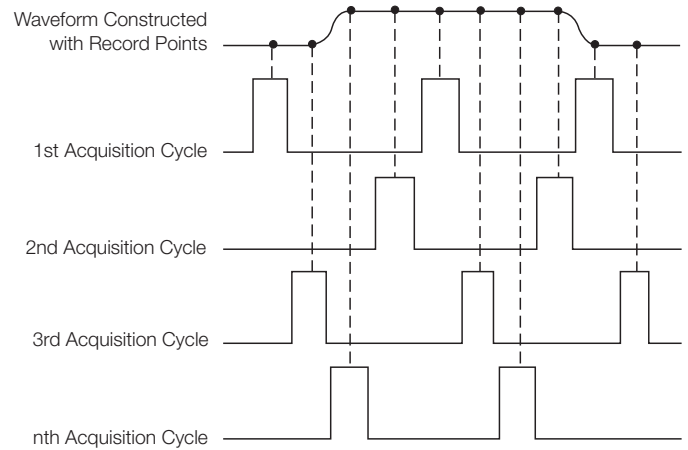 Waveform Constructed
with Record Points
1st Acquisition Cycle
2nd Acquisition Cycle
3rd Acquisition Cycle
nth Acquisition Cycle